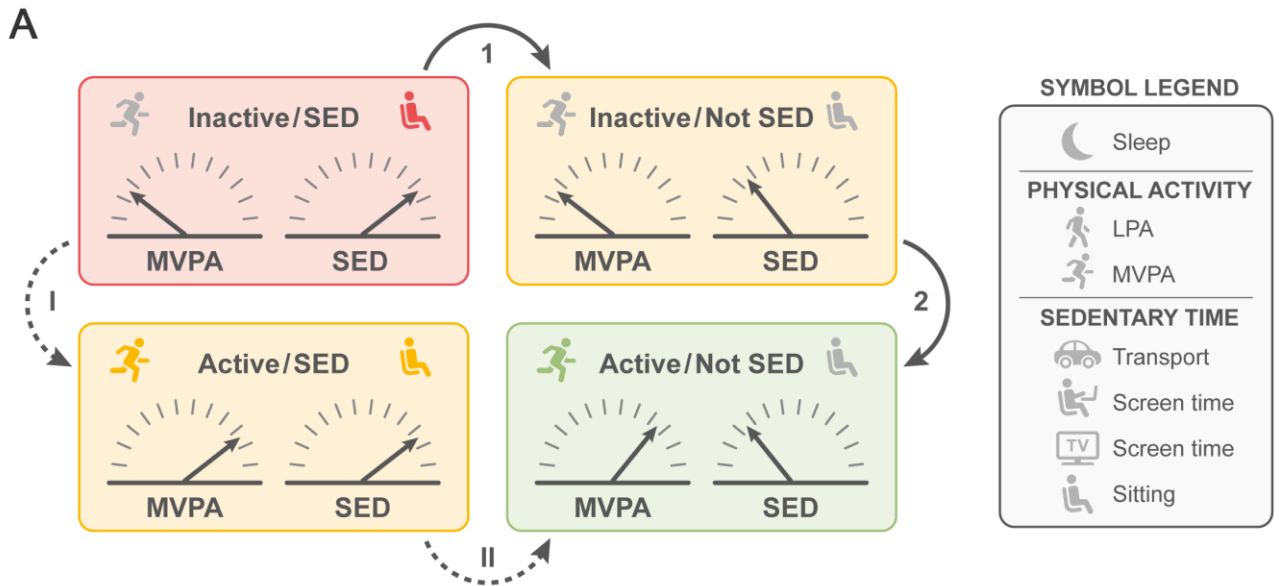 A
1
Inactive/SED
MVPA
SED
Inactive/Not SED
MVPA
SED
I
2
Active/SED
MVPA
SED
Active/Not SED
MVPA
SED
II
SYMBOL LEGEND
Sleep
PHYSICAL ACTIVITY
LPA
MVPA
SEDENTARY TIME
Transport
Screen time
TV
Screen time
Sitting